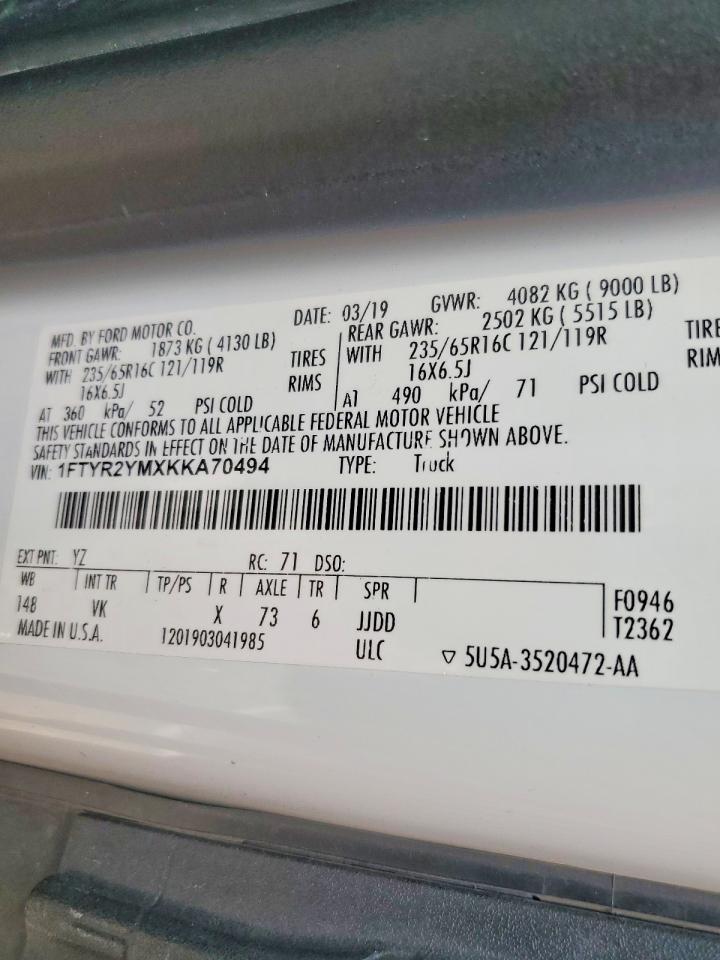 MFD. BY FORD MOTOR CO. DATE: 03/19 GVWR: 4082 KG ( 9000 LB)
FRONT GAWR: 1873 KG ( 4130 LB) REAR GAWR: 2502 KG ( 5515 LB)
WITH 235/65R16C 121/119R TIRES WITH 235/65R16C 121/119R TIRE
16X6.5J RIMS 16X6.5J RIM
AT 360 kPa/ 52 PSI COLD AT 490 kPa/ 71 PSI COLD
THIS VEHICLE CONFORMS TO ALL APPLICABLE FEDERAL MOTOR VEHICLE
SAFETY STANDARDS IN EFFECT ON THE DATE OF MANUFACTURE SHOWN ABOVE.
VIN: 1FTYR2YMXKKA70494 TYPE: Truck
EXT PNT: YZ RC: 71 DSO:
WB INT TR TP/PS R AXLE TR SPR
148 VK X 73 6 JJDD F0946
MADE IN U.S.A. 1201903041985 ULC T2362
▽ 5U5A-3520472-AA